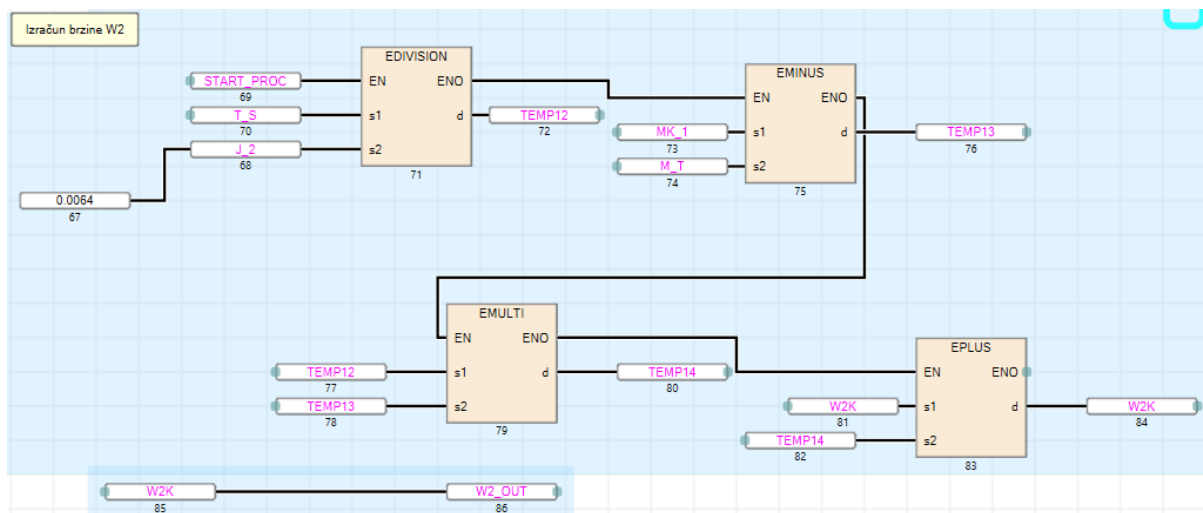 Izračun brzine W2
EDIVISION
START_PROC
EN
ENO
69
T_S
s1
d
TEMP12
70
72
J_2
s2
68
71
0.0064
67
EMINUS
EN
ENO
MK_1
s1
d
TEMP13
73
76
M_T
s2
74
75
EMULTI
EN
ENO
TEMP12
s1
d
TEMP14
77
80
TEMP13
s2
78
79
EPLUS
EN
ENO
W2K
s1
d
W2K
81
84
TEMP14
s2
82
83
W2K
W2_OUT
85
86